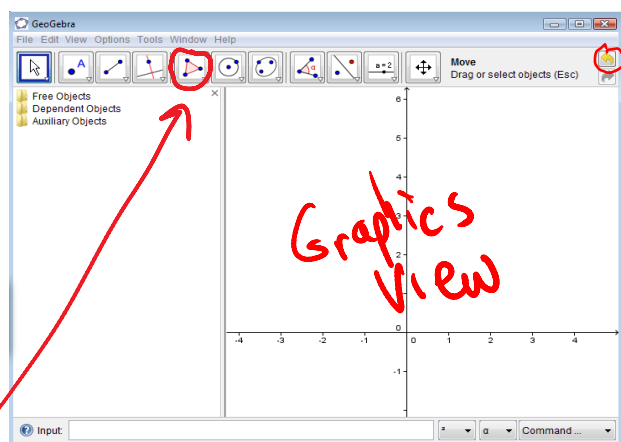 GeoGebra
File Edit View Options Tools Window Help
A
α
a=2
Move
Drag or select objects (Esc)
Free Objects
Dependent Objects
Auxiliary Objects
6
5
4
3
2
1
0
-4 -3 -2 -1 0 1 2 3 4
-1
Graphics
View
Input:
² α Command ...